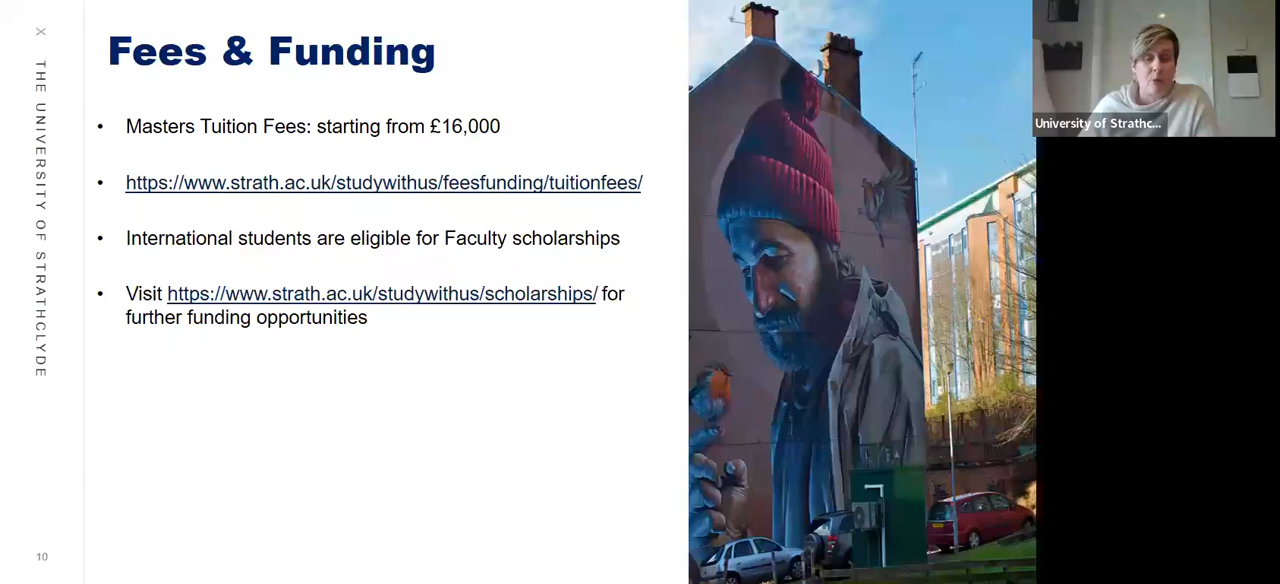 X THE UNIVERSITY OF STRATHCLYDE
Fees & Funding
• Masters Tuition Fees: starting from £16,000
• https://www.strath.ac.uk/studywithus/feesfunding/tuitionfees/
• International students are eligible for Faculty scholarships
• Visit https://www.strath.ac.uk/studywithus/scholarships/ for
further funding opportunities
10
University of Strathc...